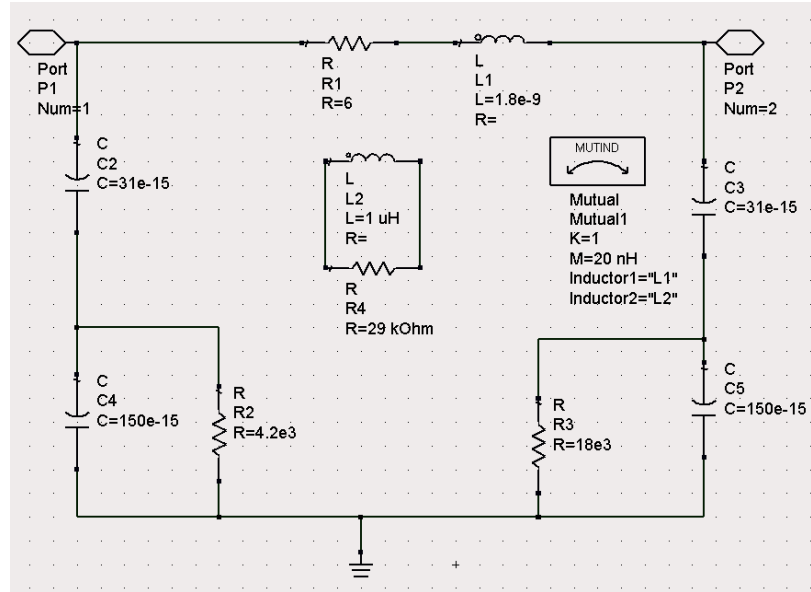 Port
P1
Num=1
R
R1
R=6
L
L1
L=1.8e-9
R=
Port
P2
Num=2
C
C2
C=31e-15
L
L2
L=1 uH
R=
R
R4
R=29 kOhm
MUTIND
Mutual
Mutual1
K=1
M=20 nH
Inductor1="L1"
Inductor2="L2"
C
C3
C=31e-15
C
C4
C=150e-15
R
R2
R=4.2e3
R
R3
R=18e3
C
C5
C=150e-15